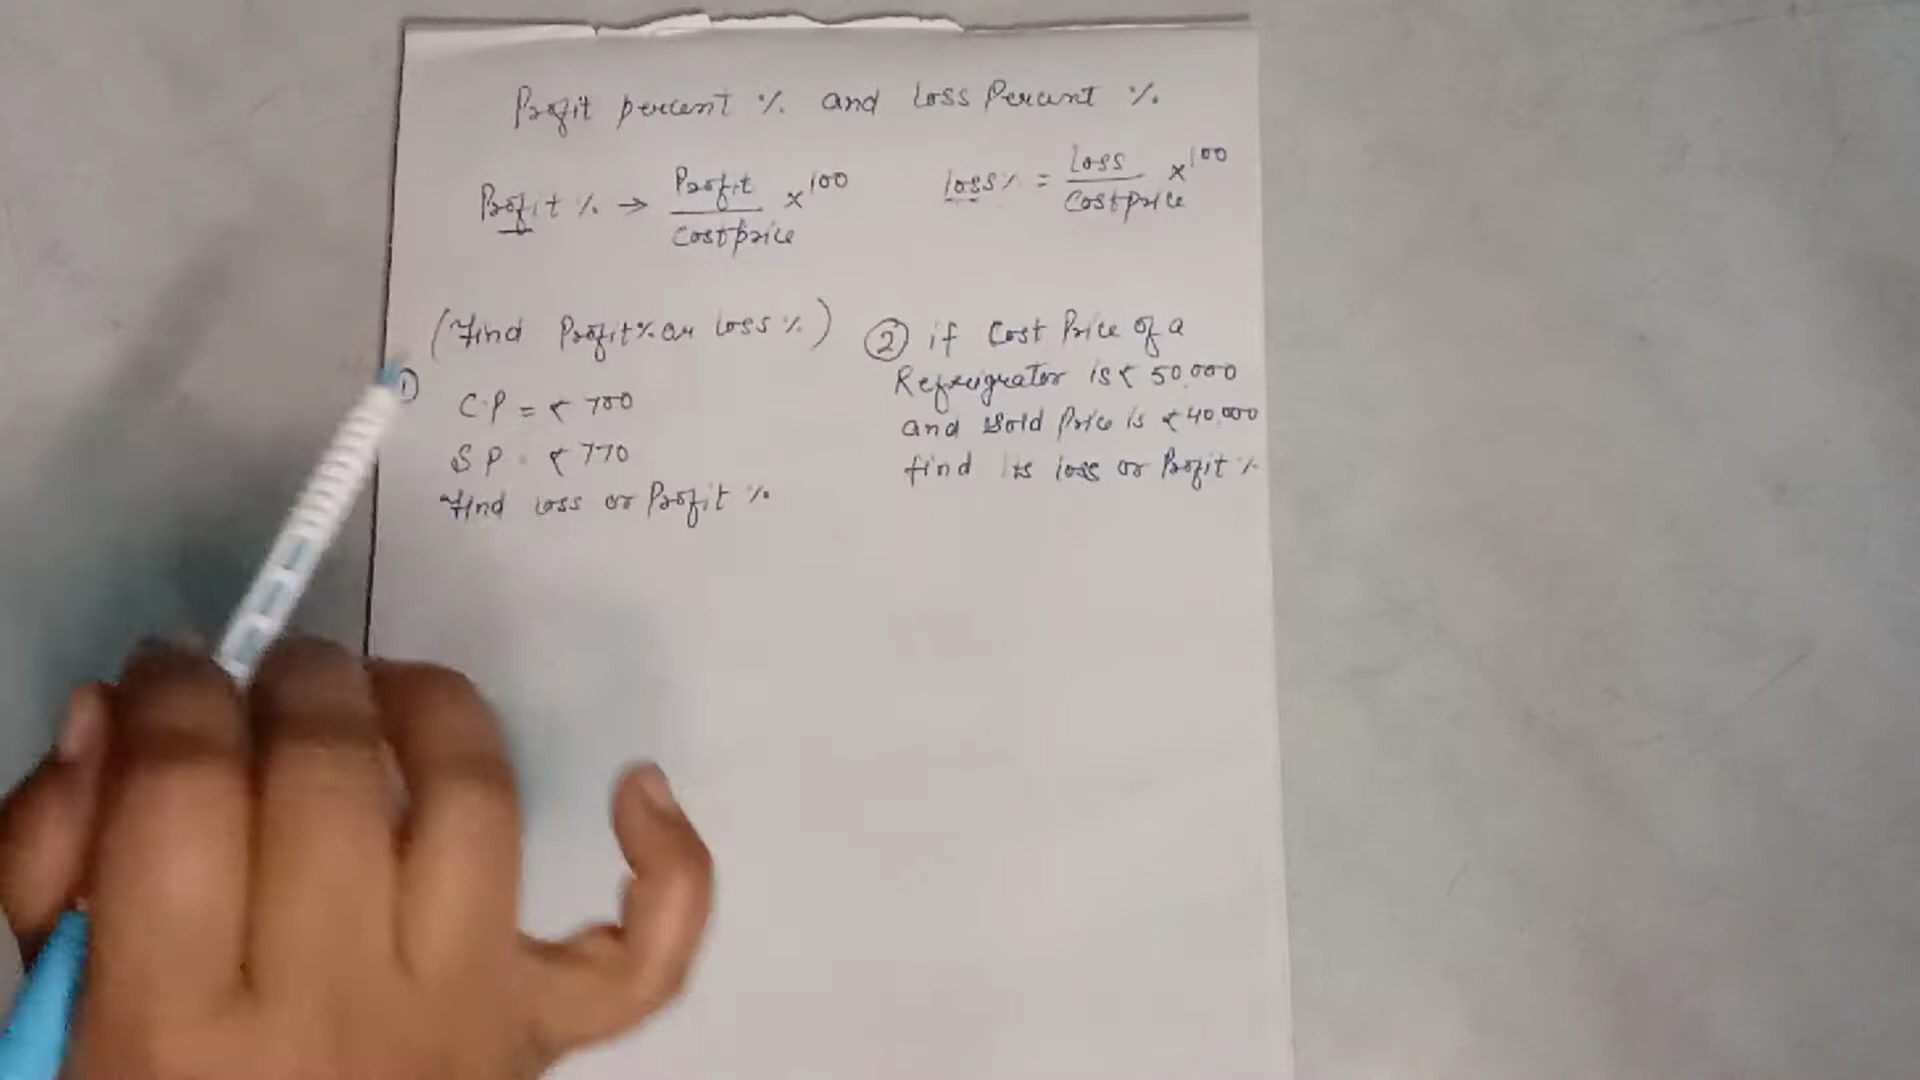 Profit percent % and Loss Percent %
Profit % → Profit / Cost price × 100
Loss % = Loss / Cost price × 100
(Find Profit % or Loss %)
① C.P = ₹ 700
S P = ₹ 770
Find loss or Profit %
② if Cost Price of a
Refreigrator is ₹ 50,000
and Sold Price is ₹ 40,000
find its loss or Profit %